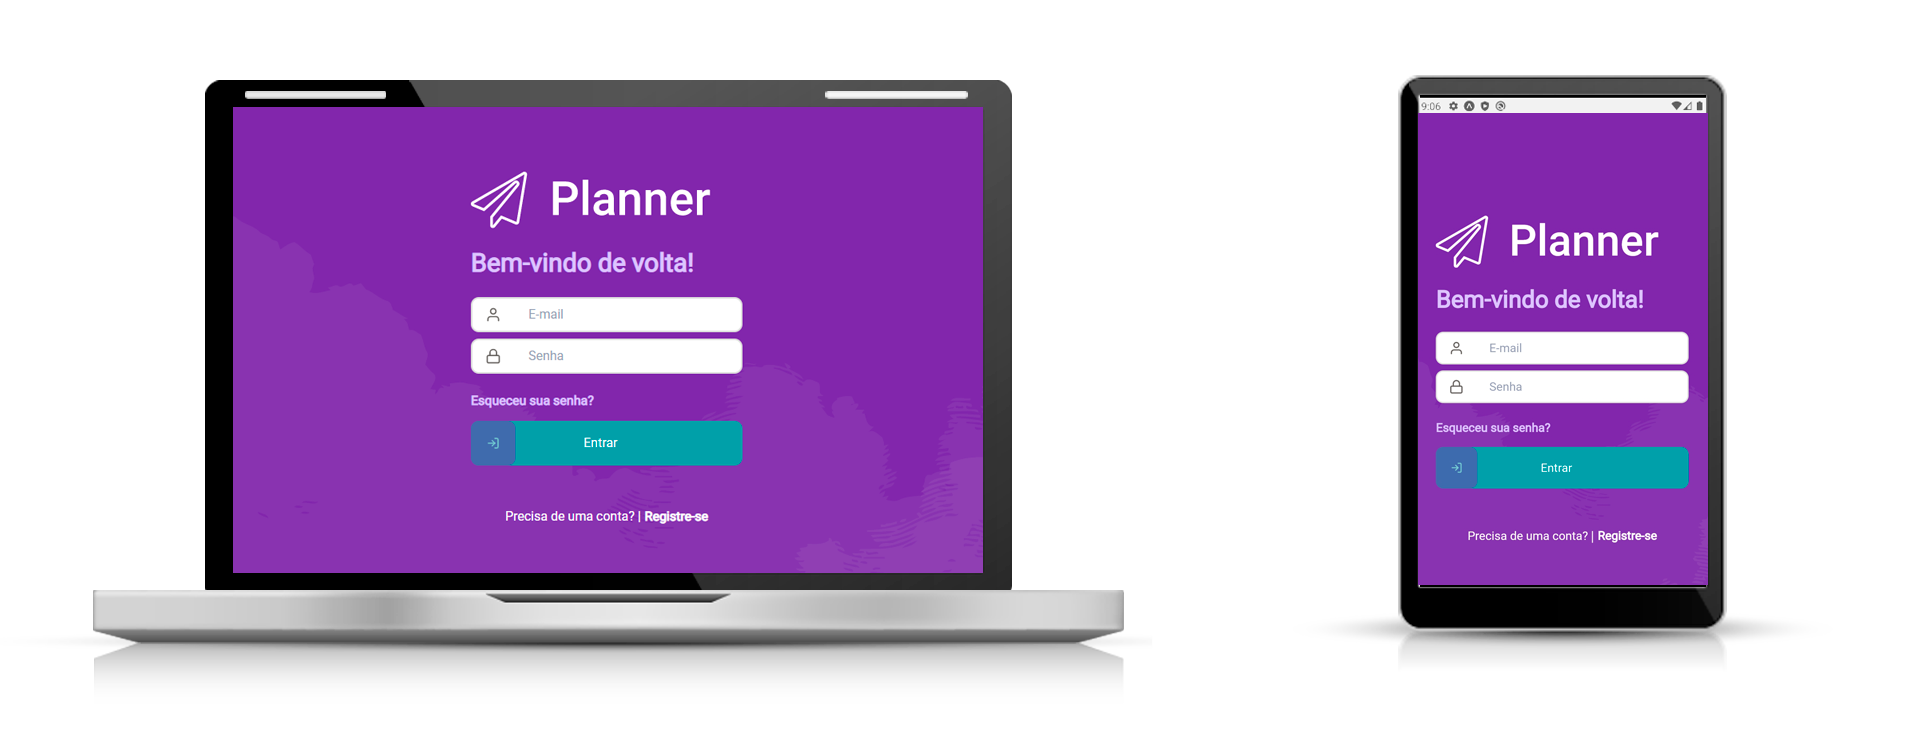 Planner
Bem-vindo de volta!
E-mail
Senha
Esqueceu sua senha?
Entrar
Precisa de uma conta? | Registre-se
9:06
Planner
Bem-vindo de volta!
E-mail
Senha
Esqueceu sua senha?
Entrar
Precisa de uma conta? | Registre-se